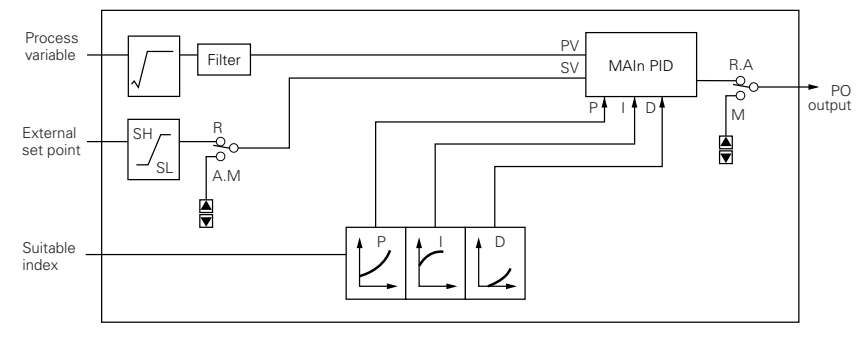 Process
variable
Filter
PV
SV
MAIn PID
P I D
R.A
M
PO
output
External
set point
SH
SL
R
A.M
Suitable
index
P I D